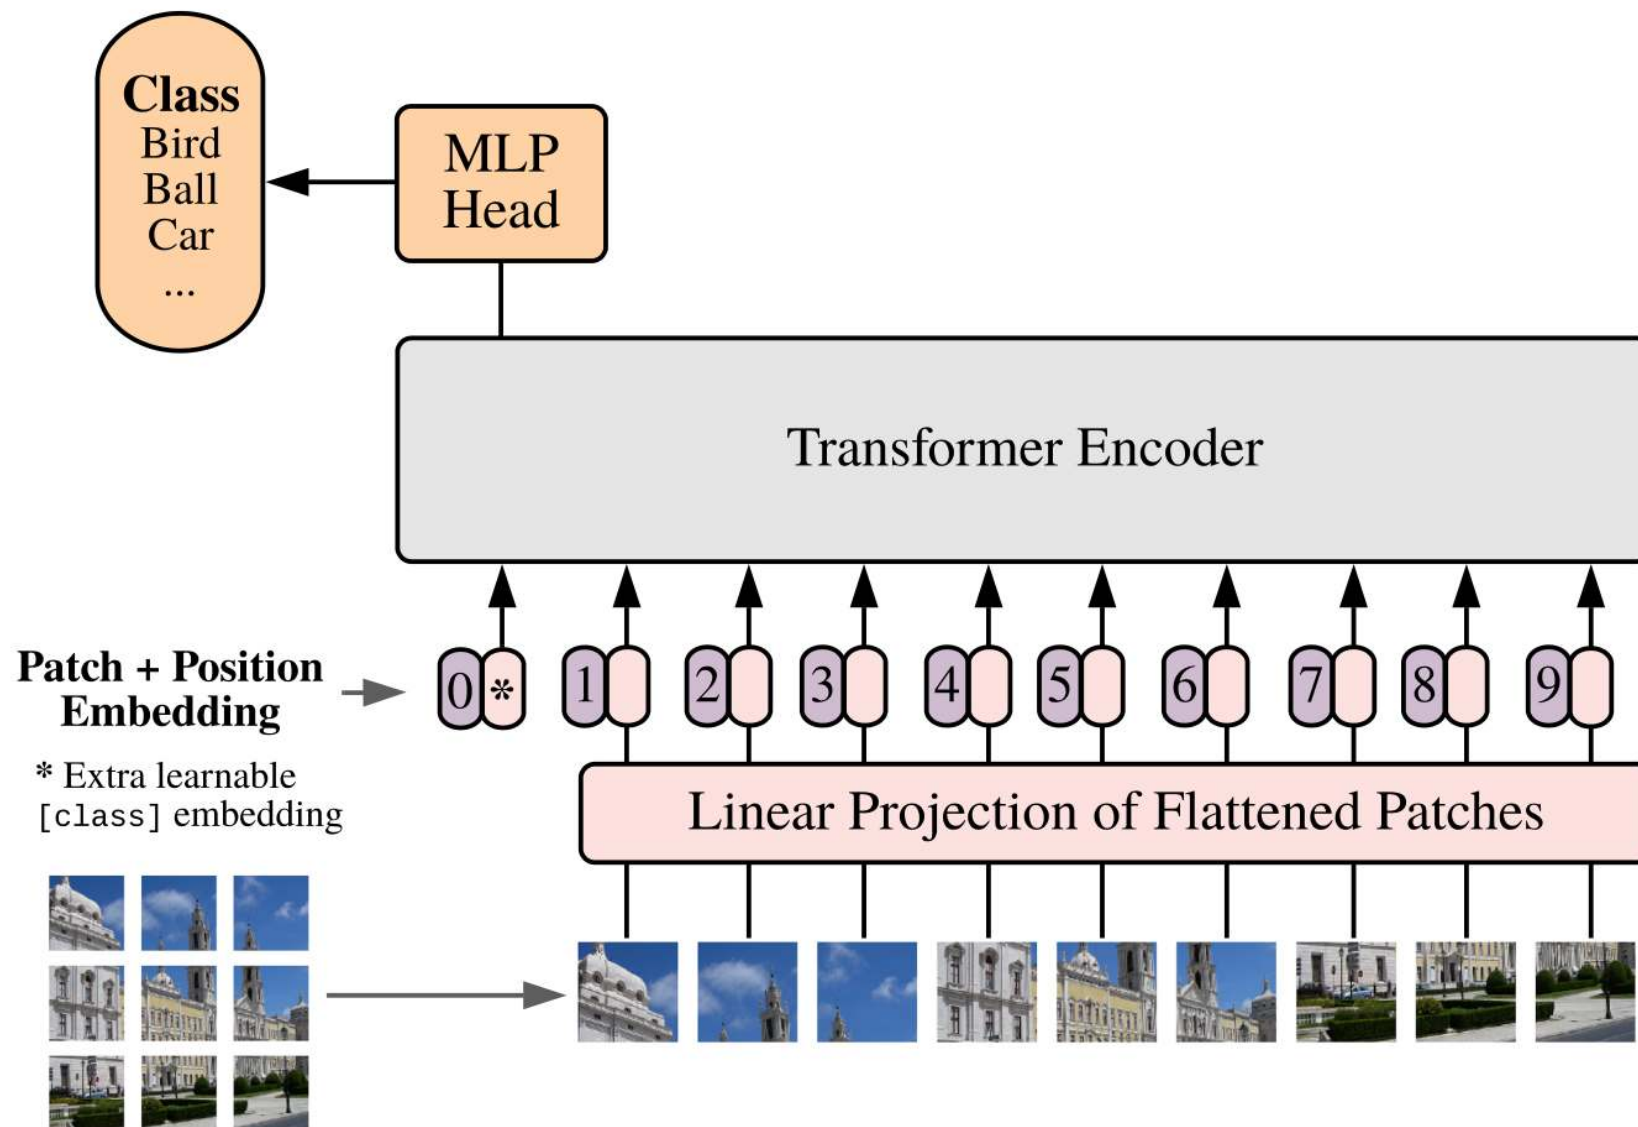 Class
Bird
Ball
Car
...
MLP
Head
Transformer Encoder
Patch + Position
Embedding
0 * 1 2 3 4 5 6 7 8 9
* Extra learnable
[class] embedding
Linear Projection of Flattened Patches